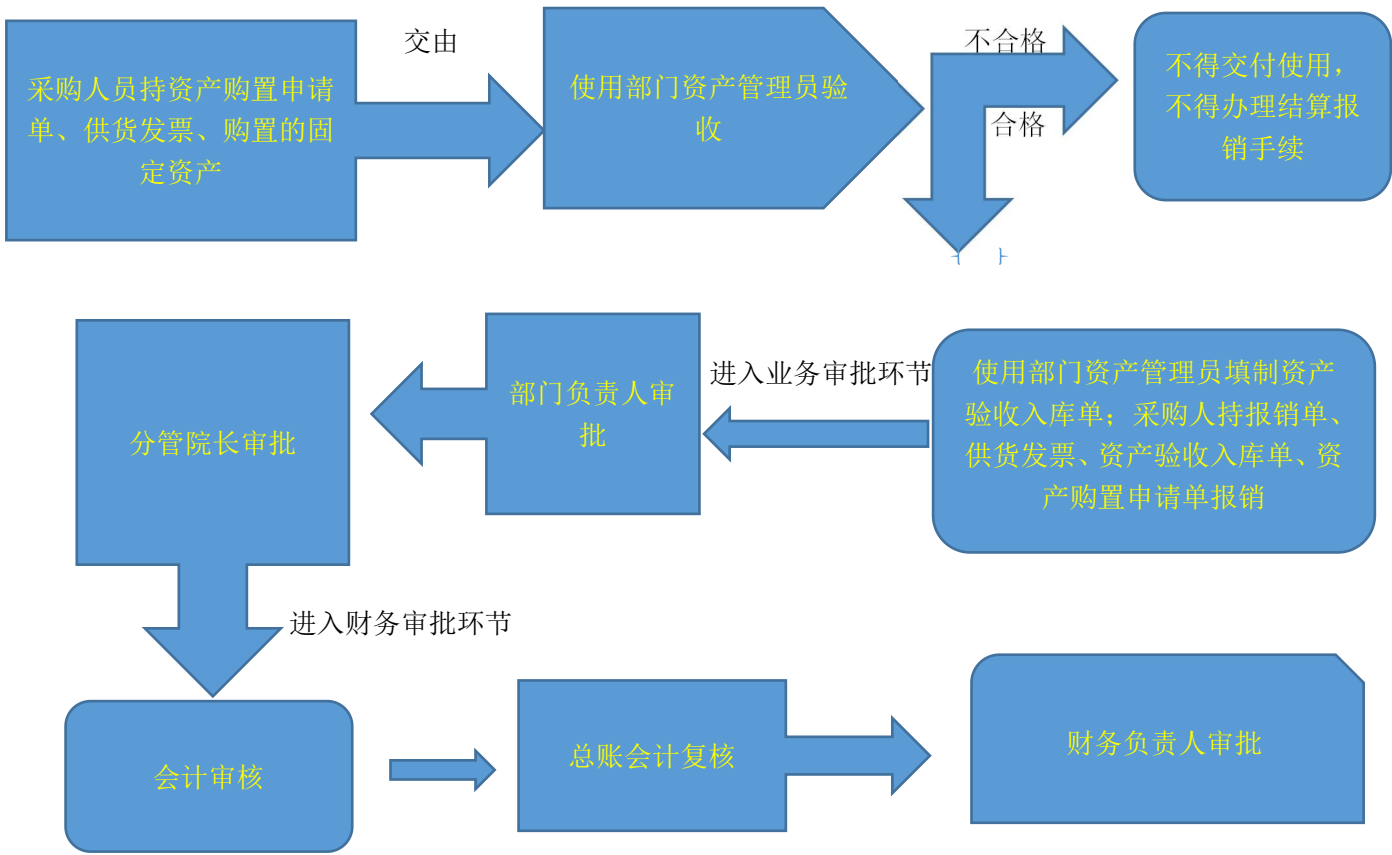 采购人员持资产购置申请
单、供货发票、购置的固
定资产
交由
使用部门资产管理员验
收
不合格
合格
不得交付使用,
不得办理结算报
销手续
使用部门资产管理员填制资产
验收入库单；采购人持报销单、
供货发票、资产验收入库单、资
产购置申请单报销
进入业务审批环节
部门负责人审
批
分管院长审批
进入财务审批环节
会计审核
总账会计复核
财务负责人审批